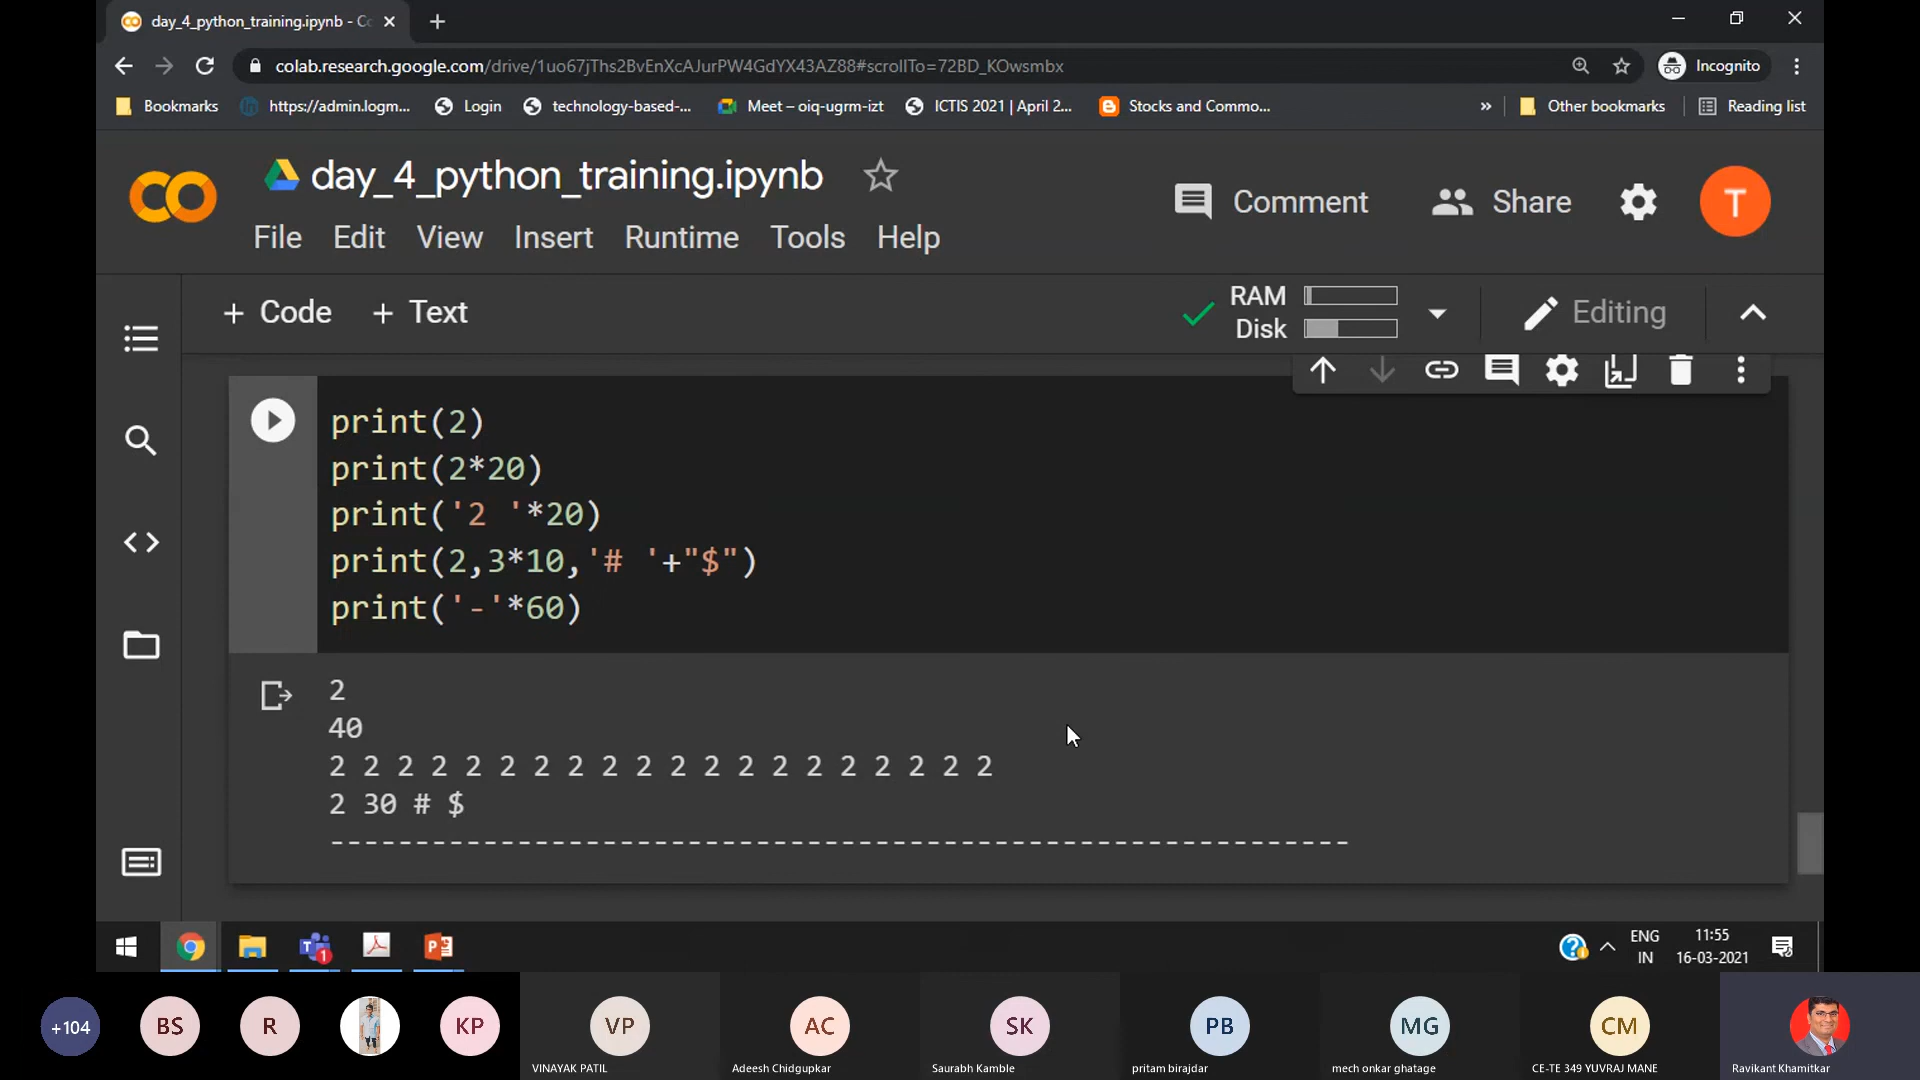 day_4_python_training.ipynb - Co
colab.research.google.com/drive/1uo67jThs2BvEnXcAJurPW4GdYX43AZ88#scrollTo=72BD_KOwsmbx
Incognito
Bookmarks
https://admin.logm...
Login
technology-based-...
Meet – oiq-ugrm-izt
ICTIS 2021 | April 2...
Stocks and Commo...
»
Other bookmarks
Reading list
CO
day_4_python_training.ipynb
Comment
Share
T
File Edit View Insert Runtime Tools Help
+ Code + Text
RAM
Disk
Editing
print(2)
print(2*20)
print('2 '*20)
print(2,3*10,'# '+"$")
print('-'*60)
2
40
2 2 2 2 2 2 2 2 2 2 2 2 2 2 2 2 2 2 2 2
2 30 # $
------------------------------------------------------------
ENG
IN
11:55
16-03-2021
+104
BS
R
KP
VP
VINAYAK PATIL
AC
Adeesh Chidgupkar
SK
Saurabh Kamble
PB
pritam birajdar
MG
mech onkar ghatage
CM
CE-TE 349 YUVRAJ MANE
Ravikant Khamitkar